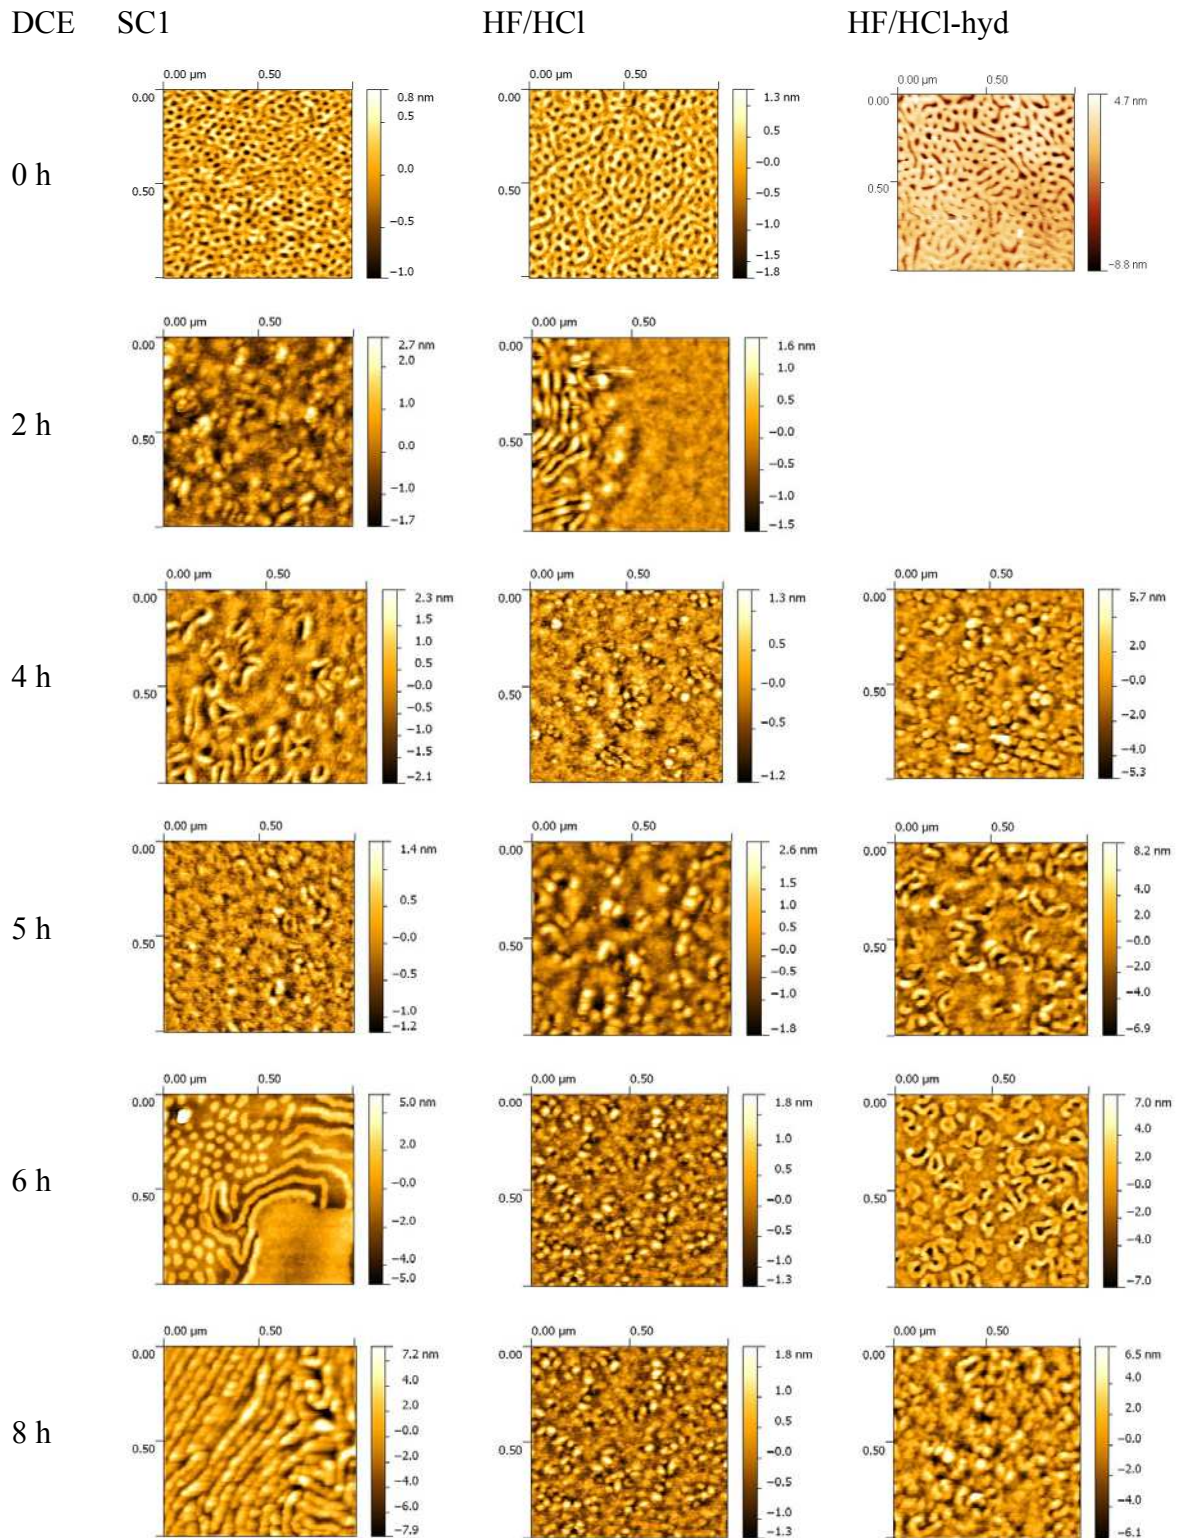 DCE SC1 HF/HCl HF/HCl-hyd
0 h
0.00 µm 0.50
0.00
0.50
0.8 nm
0.5
0.0
−0.5
−1.0
0.00 µm 0.50
0.00
0.50
1.3 nm
0.5
−0.0
−0.5
−1.0
−1.5
−1.8
0.00 µm 0.50
0.00
0.50
4.7 nm
−8.8 nm
2 h
0.00 µm 0.50
0.00
0.50
2.7 nm
2.0
1.0
0.0
−1.0
−1.7
0.00 µm 0.50
0.00
0.50
1.6 nm
1.0
0.5
−0.0
−0.5
−1.0
−1.5
4 h
0.00 µm 0.50
0.00
0.50
2.3 nm
1.5
1.0
0.5
−0.0
−0.5
−1.0
−1.5
−2.1
0.00 µm 0.50
0.00
0.50
1.3 nm
0.5
−0.0
−0.5
−1.2
0.00 µm 0.50
0.00
0.50
5.7 nm
2.0
−0.0
−2.0
−4.0
−5.3
5 h
0.00 µm 0.50
0.00
0.50
1.4 nm
0.5
−0.0
−0.5
−1.0
−1.2
0.00 µm 0.50
0.00
0.50
2.6 nm
1.5
1.0
0.5
−0.0
−0.5
−1.0
−1.8
0.00 µm 0.50
0.00
0.50
8.2 nm
4.0
2.0
−0.0
−2.0
−4.0
−6.9
6 h
0.00 µm 0.50
0.00
0.50
5.0 nm
2.0
−0.0
−2.0
−4.0
−5.0
0.00 µm 0.50
0.00
0.50
1.8 nm
1.0
0.5
−0.0
−1.0
−1.3
0.00 µm 0.50
0.00
0.50
7.0 nm
4.0
2.0
−0.0
−2.0
−4.0
−7.0
8 h
0.00 µm 0.50
0.00
0.50
7.2 nm
4.0
2.0
−0.0
−2.0
−4.0
−6.0
−7.9
0.00 µm 0.50
0.00
0.50
1.8 nm
1.0
0.5
−0.0
−1.0
−1.3
0.00 µm 0.50
0.00
0.50
6.5 nm
4.0
2.0
−0.0
−2.0
−4.0
−6.1